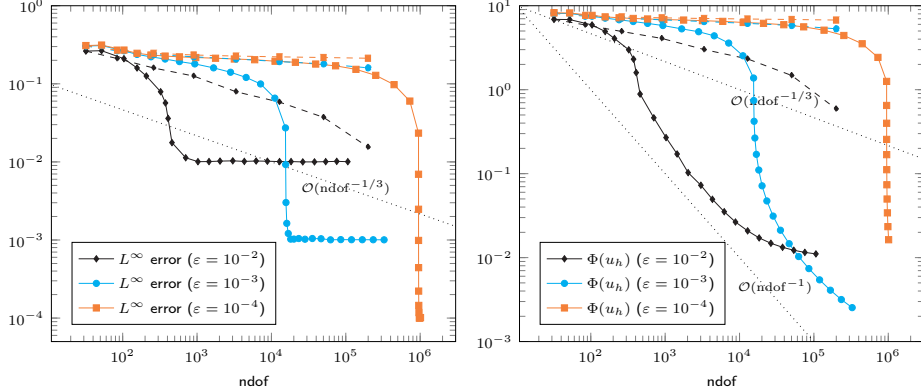 10^0
10^{-1}
10^{-2}
10^{-3}
10^{-4}
10^2
10^3
10^4
10^5
10^6
ndof
O(ndof^{-1/3})
L^∞ error (ε = 10^{-2})
L^∞ error (ε = 10^{-3})
L^∞ error (ε = 10^{-4})
10^1
10^0
10^{-1}
10^{-2}
10^{-3}
10^2
10^3
10^4
10^5
10^6
ndof
O(ndof^{-1/3})
O(ndof^{-1})
Φ(u_h) (ε = 10^{-2})
Φ(u_h) (ε = 10^{-3})
Φ(u_h) (ε = 10^{-4})